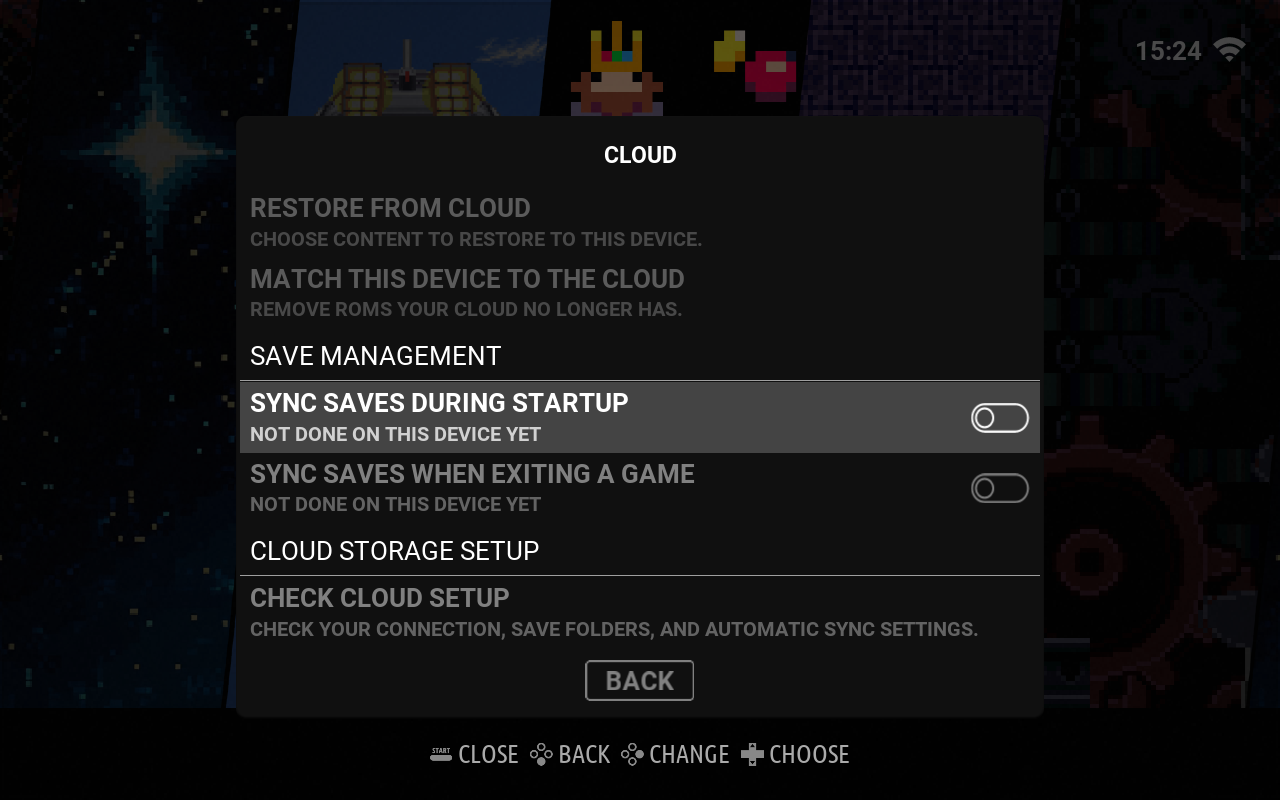 15:24
CLOUD
RESTORE FROM CLOUD
CHOOSE CONTENT TO RESTORE TO THIS DEVICE.
MATCH THIS DEVICE TO THE CLOUD
REMOVE ROMS YOUR CLOUD NO LONGER HAS.
SAVE MANAGEMENT
SYNC SAVES DURING STARTUP
NOT DONE ON THIS DEVICE YET
SYNC SAVES WHEN EXITING A GAME
NOT DONE ON THIS DEVICE YET
CLOUD STORAGE SETUP
CHECK CLOUD SETUP
CHECK YOUR CONNECTION, SAVE FOLDERS, AND AUTOMATIC SYNC SETTINGS.
BACK
START CLOSE BACK CHANGE CHOOSE